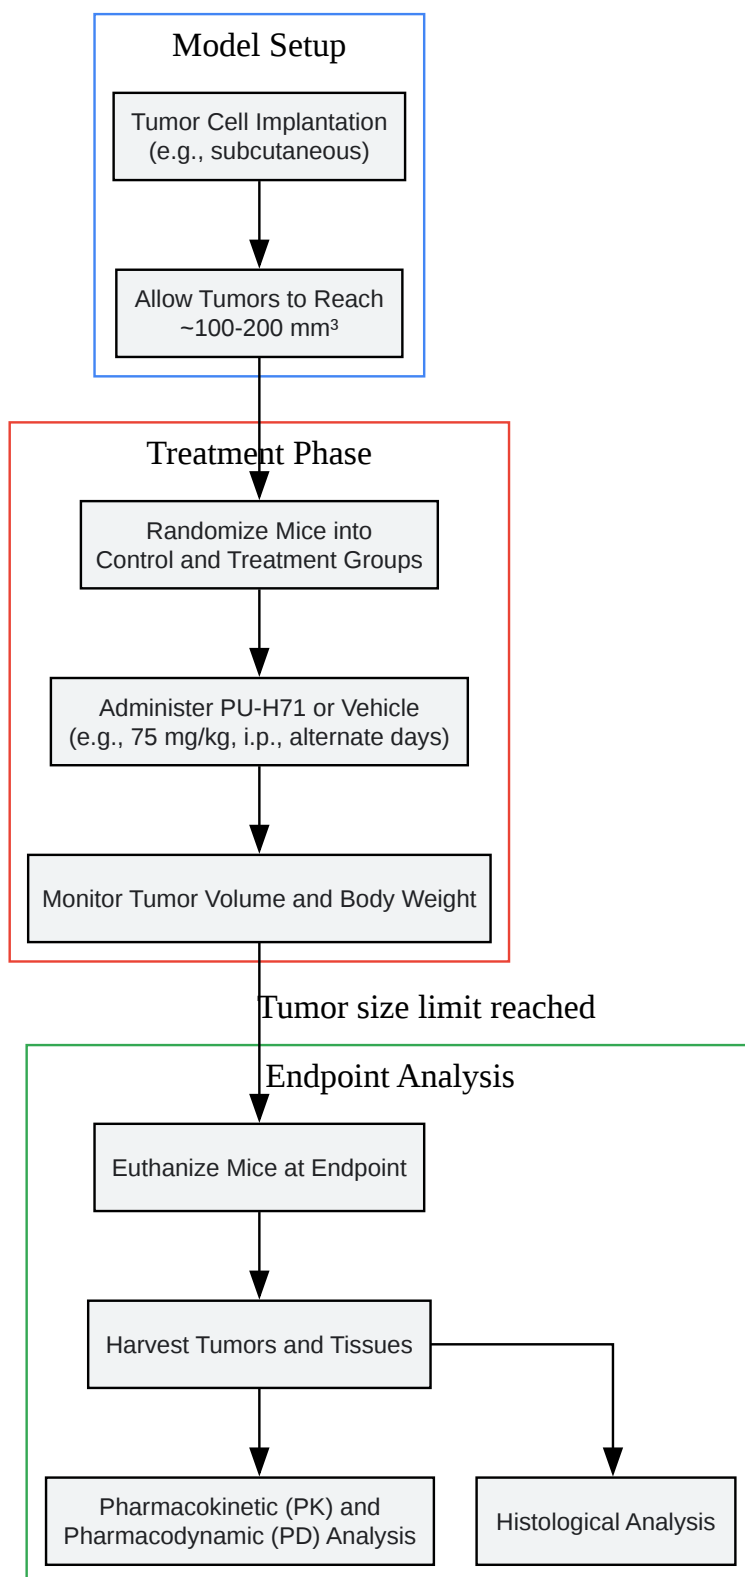 Model Setup
Tumor Cell Implantation
(e.g., subcutaneous)
Allow Tumors to Reach
~100-200 mm³
Treatment Phase
Randomize Mice into
Control and Treatment Groups
Administer PU-H71 or Vehicle
(e.g., 75 mg/kg, i.p., alternate days)
Monitor Tumor Volume and Body Weight
Tumor size limit reached
Endpoint Analysis
Euthanize Mice at Endpoint
Harvest Tumors and Tissues
Pharmacokinetic (PK) and
Pharmacodynamic (PD) Analysis
Histological Analysis